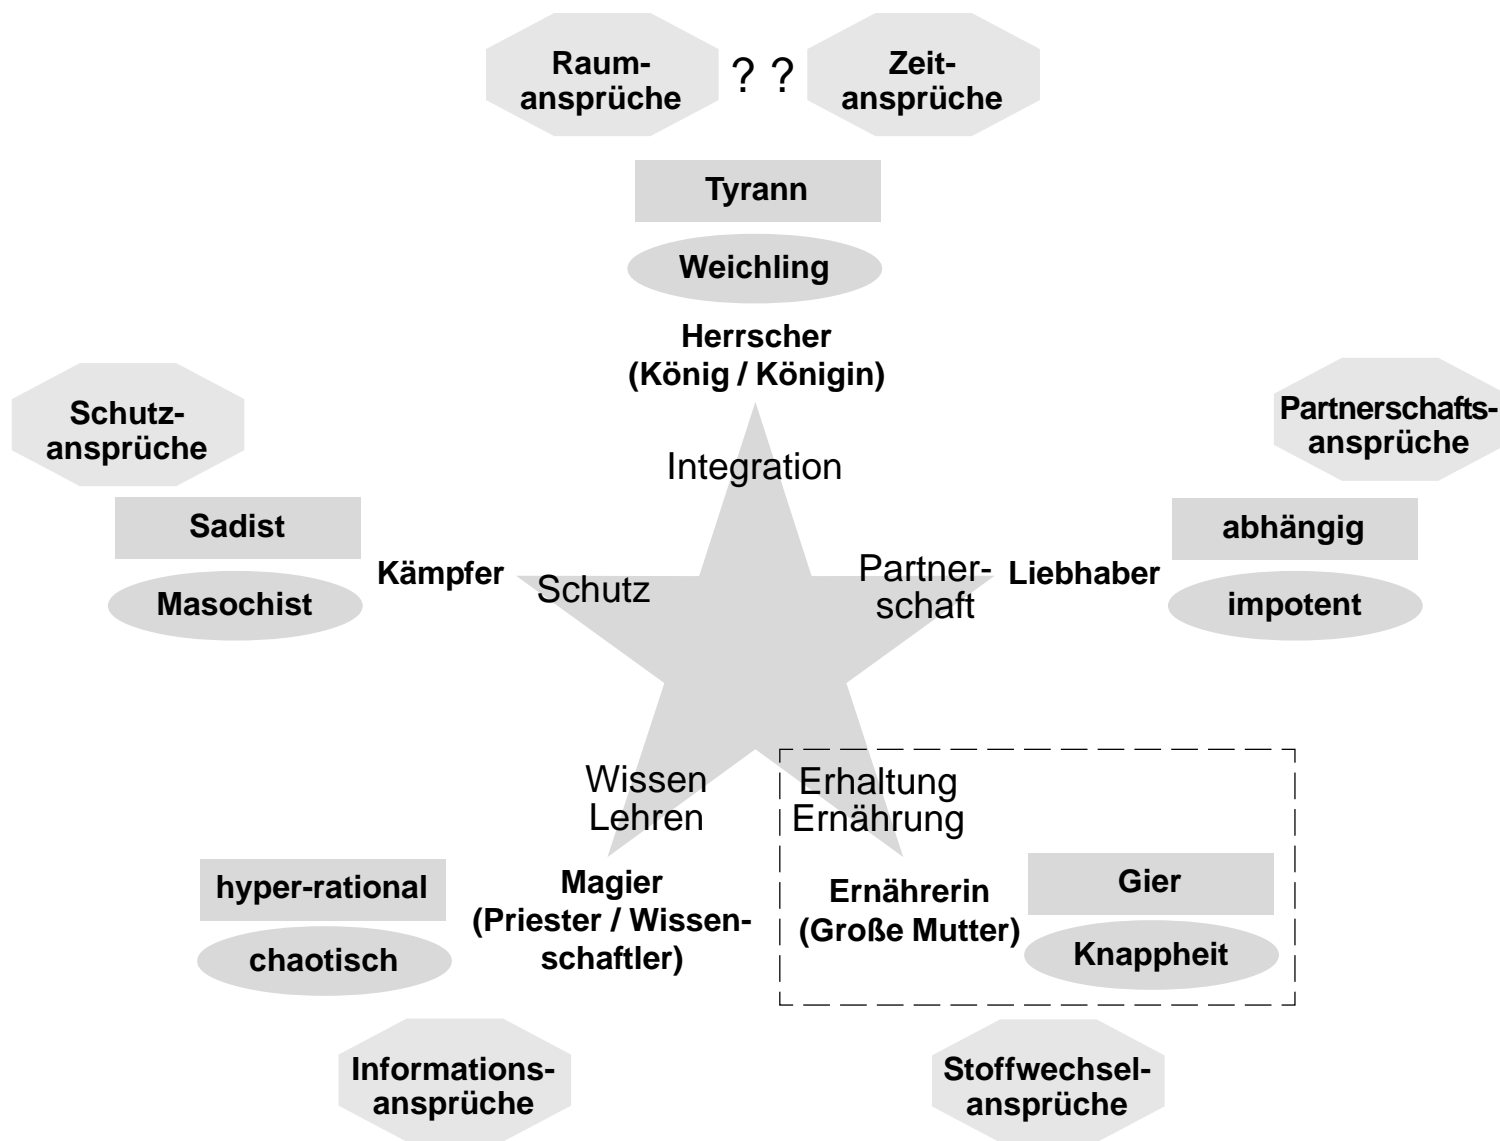 Raum-
ansprüche
? ?
Zeit-
ansprüche
Tyrann
Weichling
Herrscher
(König / Königin)
Schutz-
ansprüche
Partnerschafts-
ansprüche
Integration
Sadist
Masochist
Kämpfer
Schutz
Partner-
schaft
Liebhaber
abhängig
impotent
Wissen
Lehren
Erhaltung
Ernährung
hyper-rational
chaotisch
Magier
(Priester / Wissen-
schaftler)
Ernährerin
(Große Mutter)
Gier
Knappheit
Informations-
ansprüche
Stoffwechsel-
ansprüche